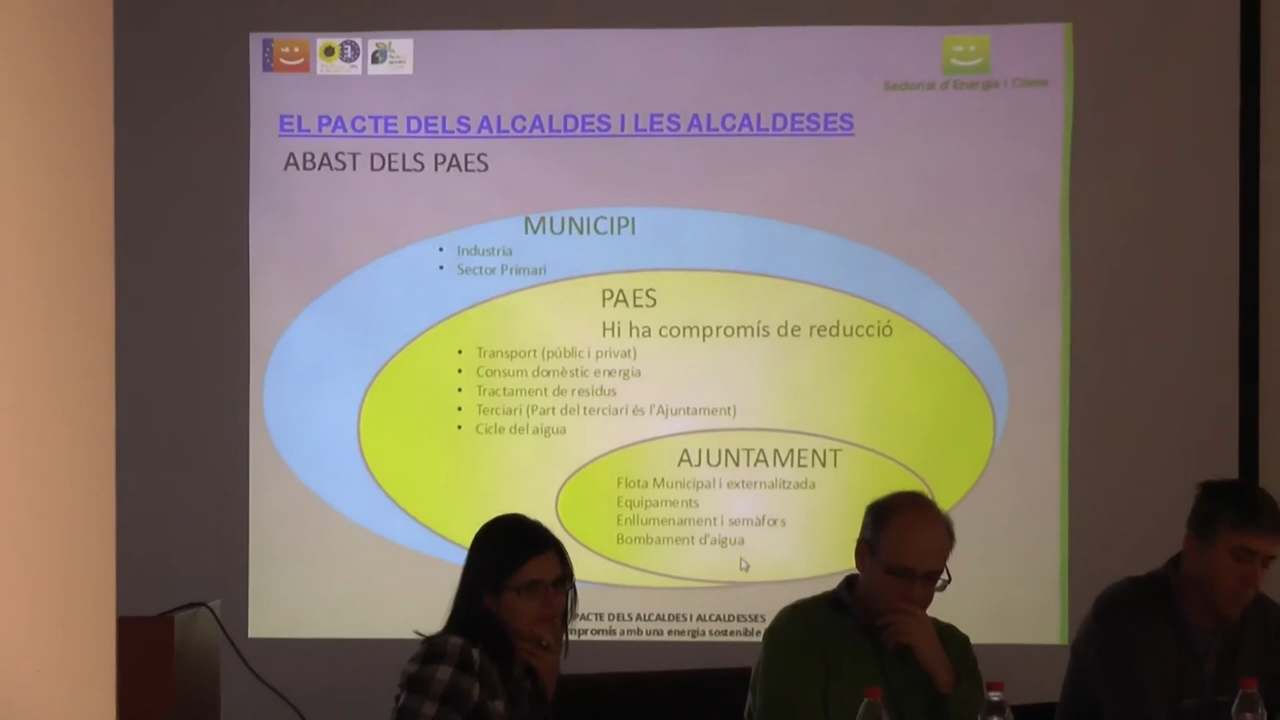 Sectorial d'Energia i Clima
EL PACTE DELS ALCALDES I LES ALCALDESES
ABAST DELS PAES
MUNICIPI
• Industria
• Sector Primari
PAES
Hi ha compromís de reducció
• Transport (públic i privat)
• Consum domèstic energia
• Tractament de residus
• Terciari (Part del terciari és l'Ajuntament)
• Cicle del aigua
AJUNTAMENT
Flota Municipal i externalitzada
Equipaments
Enllumenament i semàfors
Bombament d'aigua
PACTE DELS ALCALDES I ALCALDESSES
mpromís amb una energia sostenible